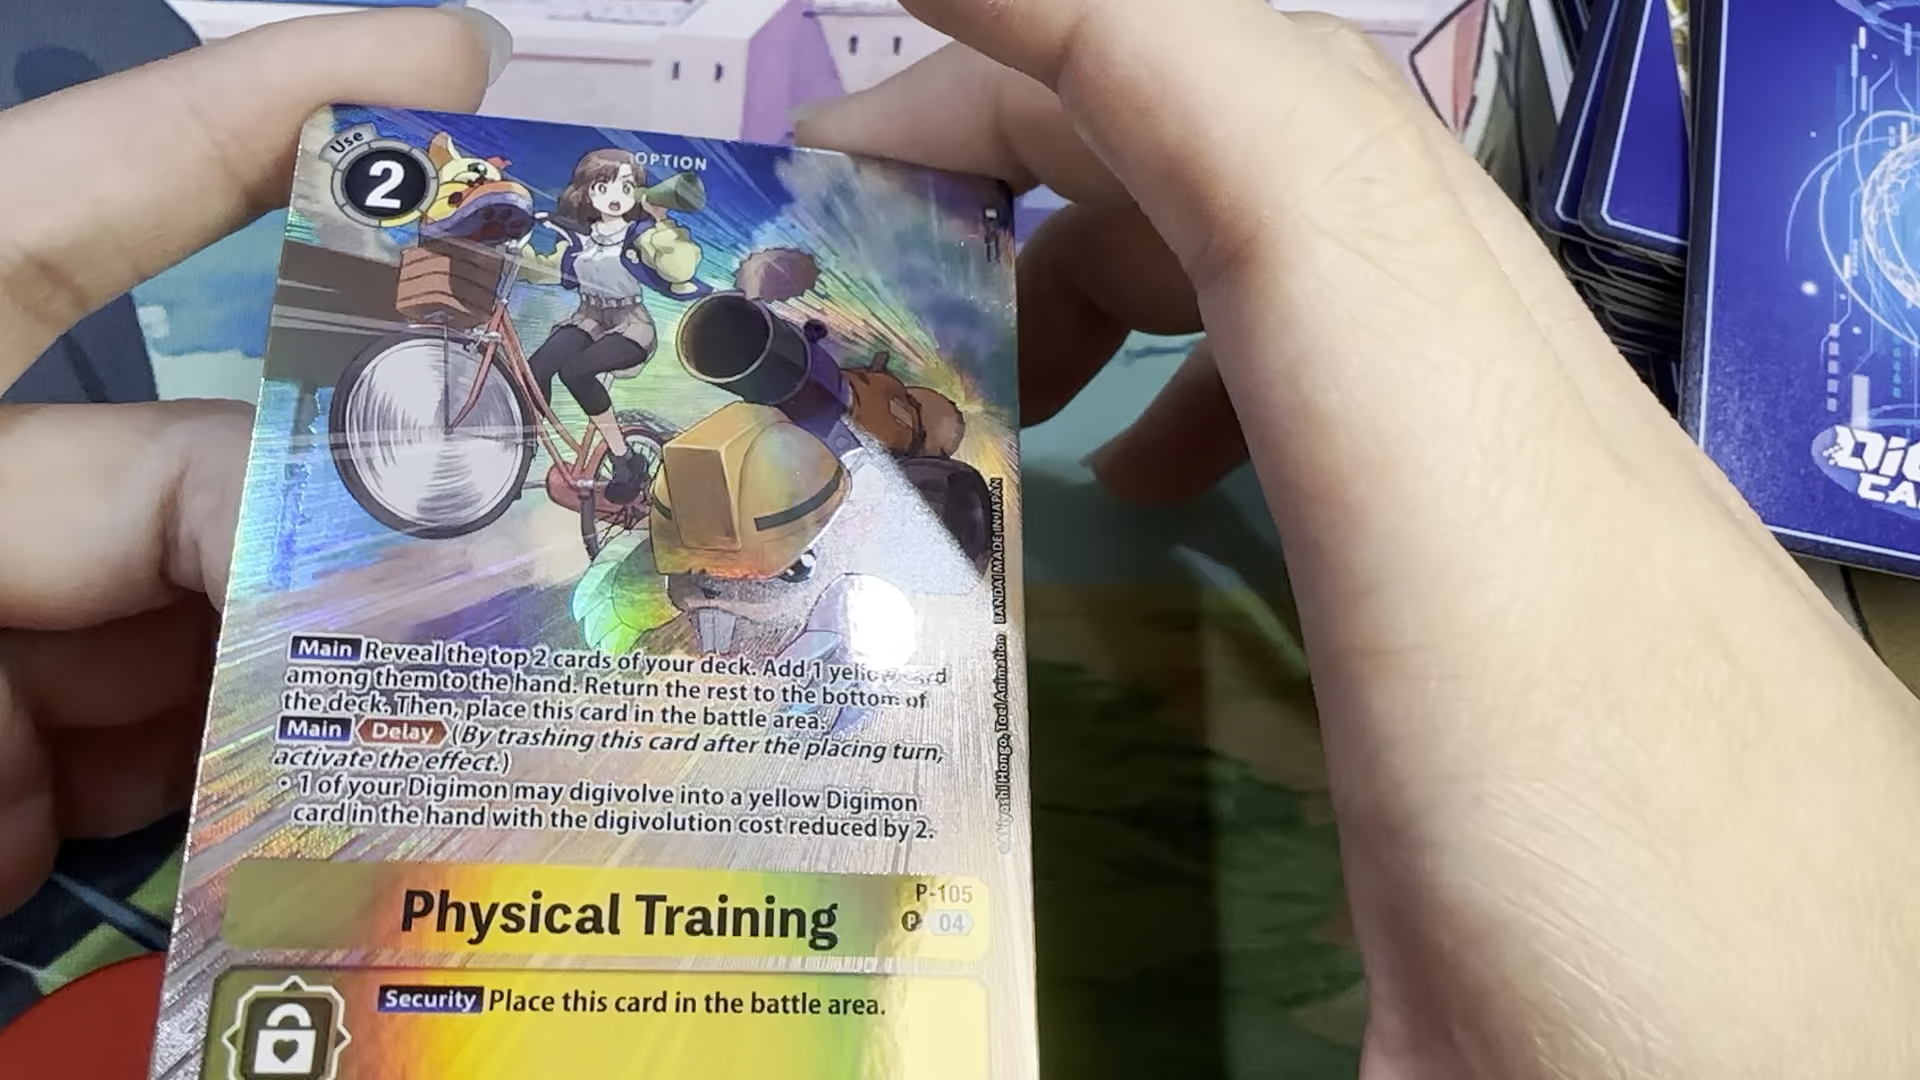 Use
2
OPTION
Main Reveal the top 2 cards of your deck. Add 1 yellow card
among them to the hand. Return the rest to the bottom of
the deck. Then, place this card in the battle area.
Main Delay (By trashing this card after the placing turn,
activate the effect.)
• 1 of your Digimon may digivolve into a yellow Digimon
card in the hand with the digivolution cost reduced by 2.
©Akiyoshi Hongo, Toei Animation BANDAI MADE IN JAPAN
Physical Training
P-105
P 04
Security Place this card in the battle area.